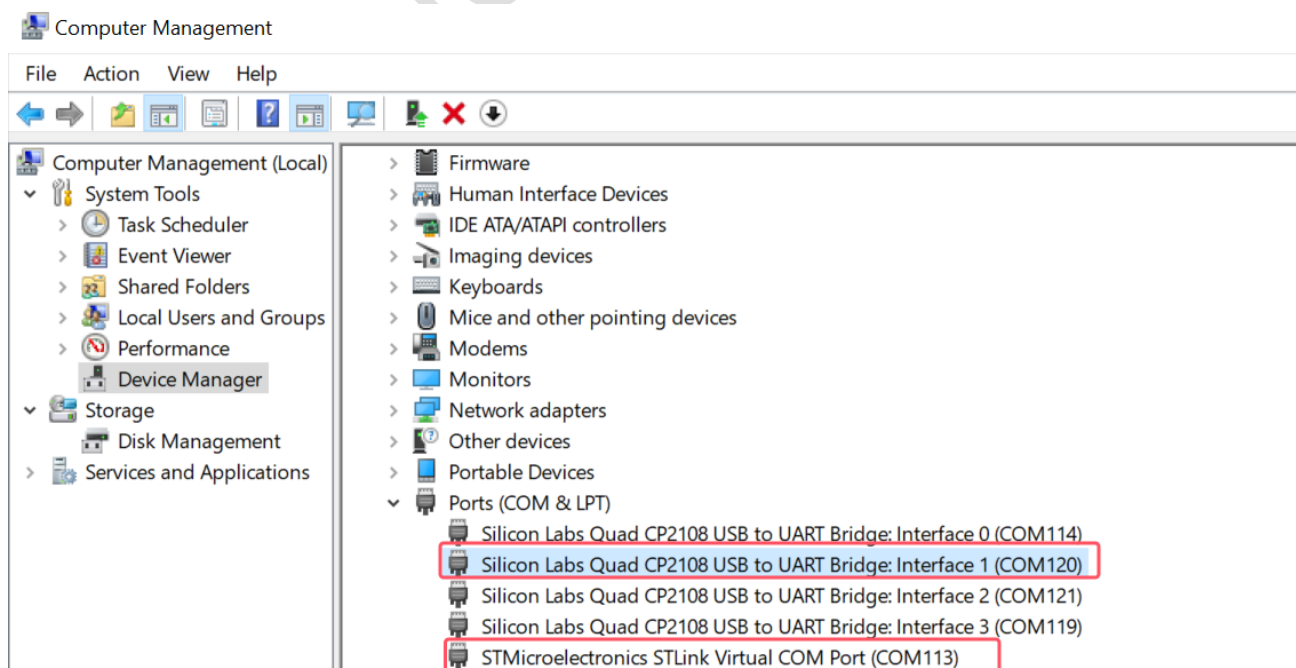 Computer Management
File Action View Help
Computer Management (Local)
System Tools
Task Scheduler
Event Viewer
Shared Folders
Local Users and Groups
Performance
Device Manager
Storage
Disk Management
Services and Applications
Firmware
Human Interface Devices
IDE ATA/ATAPI controllers
Imaging devices
Keyboards
Mice and other pointing devices
Modems
Monitors
Network adapters
Other devices
Portable Devices
Ports (COM & LPT)
Silicon Labs Quad CP2108 USB to UART Bridge: Interface 0 (COM114)
Silicon Labs Quad CP2108 USB to UART Bridge: Interface 1 (COM120)
Silicon Labs Quad CP2108 USB to UART Bridge: Interface 2 (COM121)
Silicon Labs Quad CP2108 USB to UART Bridge: Interface 3 (COM119)
STMicroelectronics STLink Virtual COM Port (COM113)